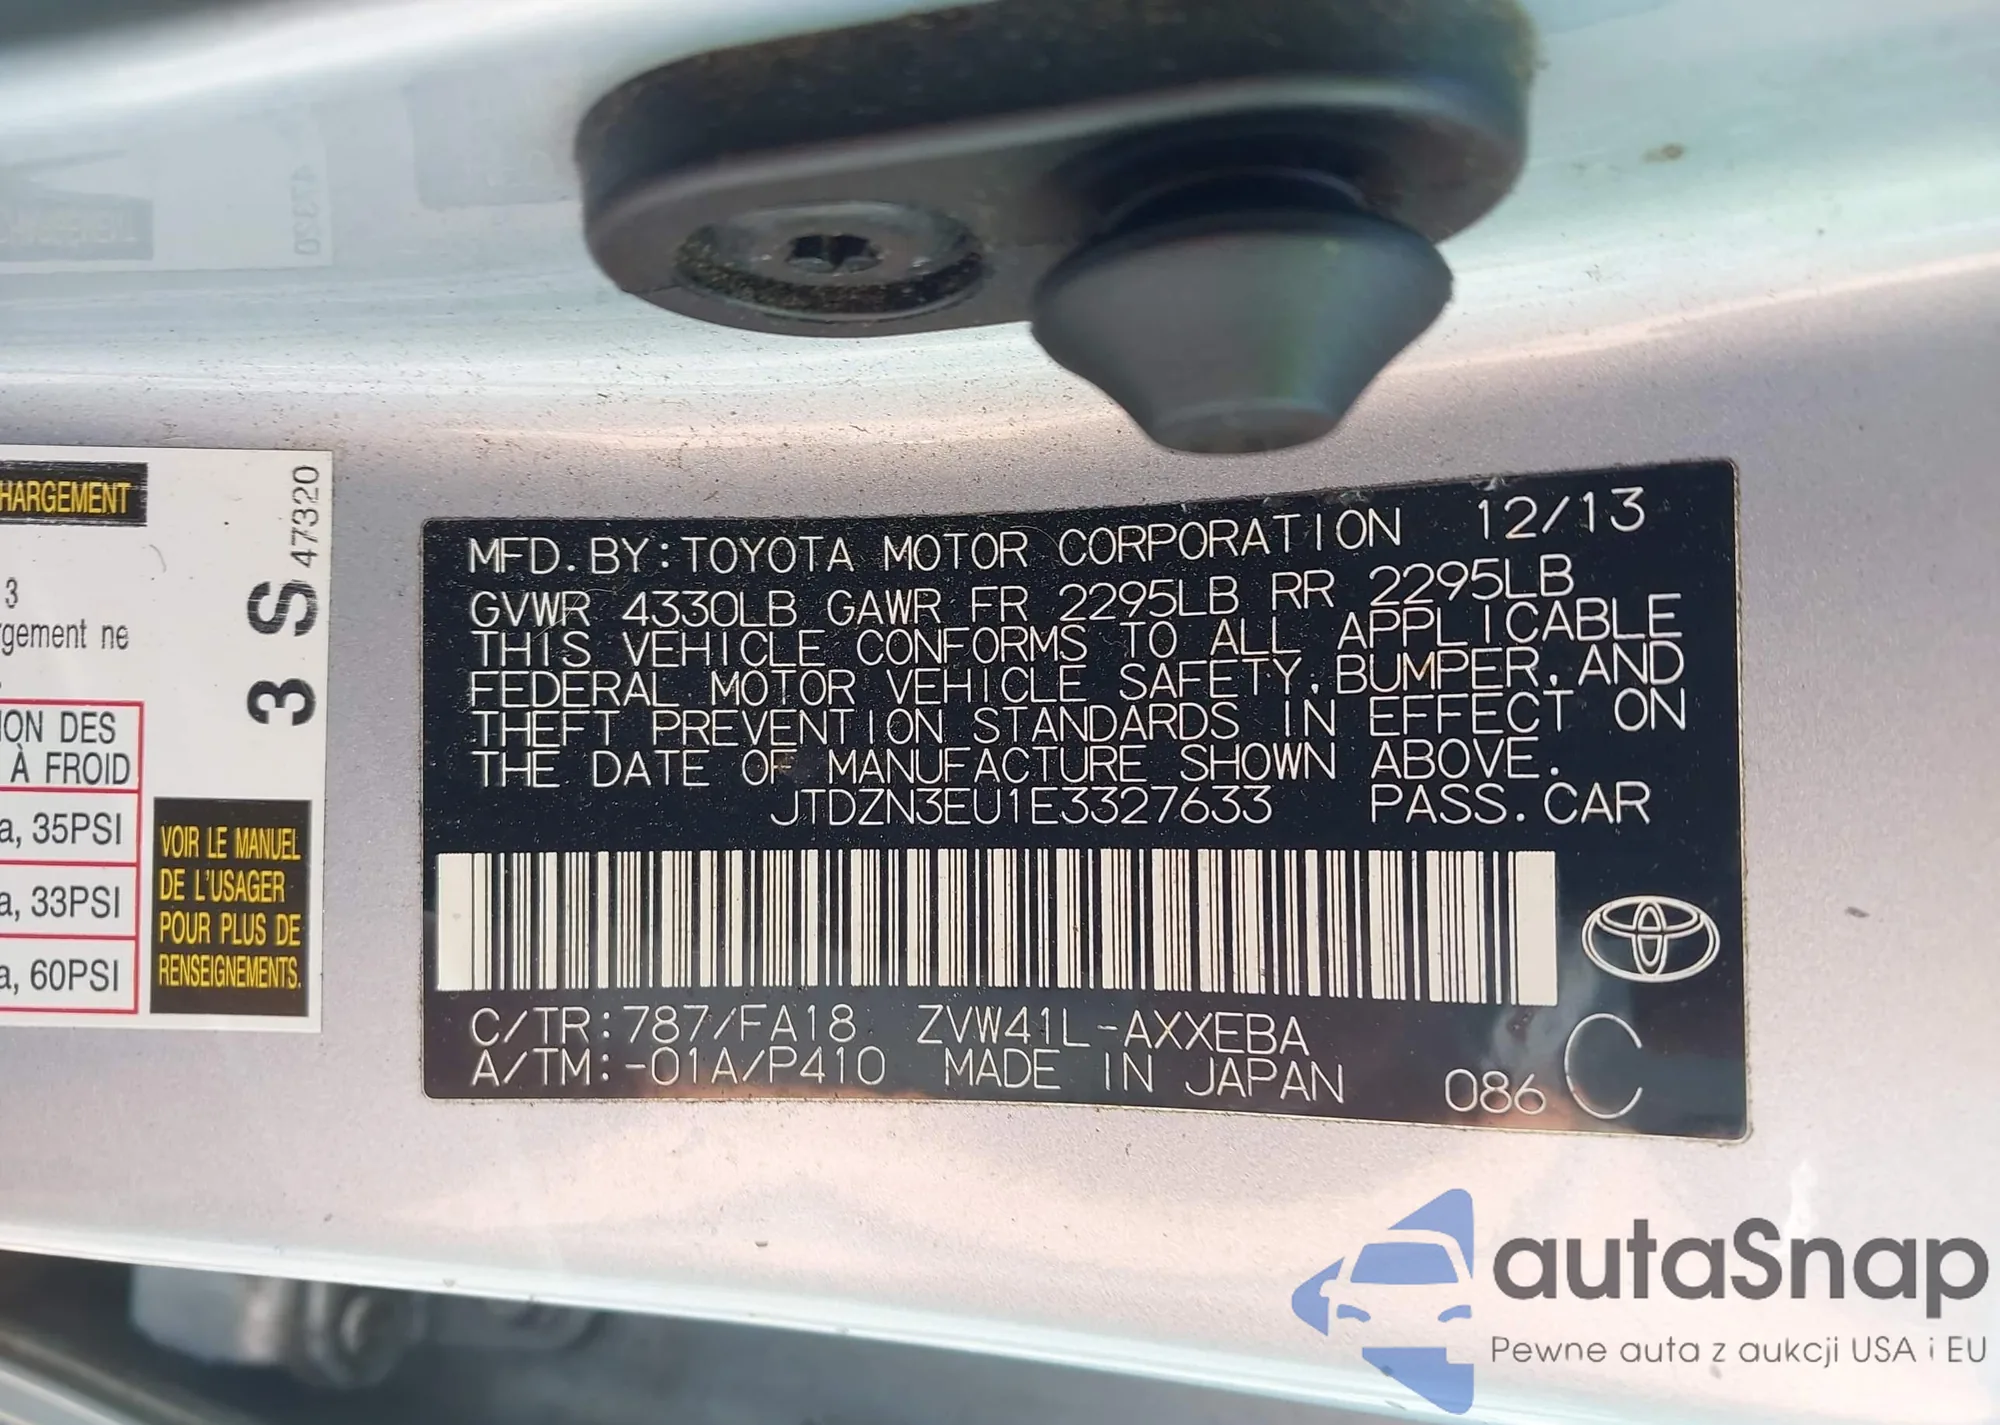 HARGEMENT
3
rgement ne
ION DES
À FROID
a, 35PSI
a, 33PSI
a, 60PSI
3 S 47320
VOIR LE MANUEL
DE L'USAGER
POUR PLUS DE
RENSEIGNEMENTS.
MFD. BY: TOYOTA MOTOR CORPORATION 12/13
GVWR 4330LB GAWR FR 2295LB RR 2295LB
THIS VEHICLE CONFORMS TO ALL APPLICABLE
FEDERAL MOTOR VEHICLE SAFETY, BUMPER, AND
THEFT PREVENTION STANDARDS IN EFFECT ON
THE DATE OF MANUFACTURE SHOWN ABOVE.
JTDZN3EU1E3327633 PASS. CAR
C/TR: 787/FA18 ZVW41L-AXXEBA
A/TM: -01A/P410 MADE IN JAPAN 086 C
autaSnap
Pewne auta z aukcji USA i EU